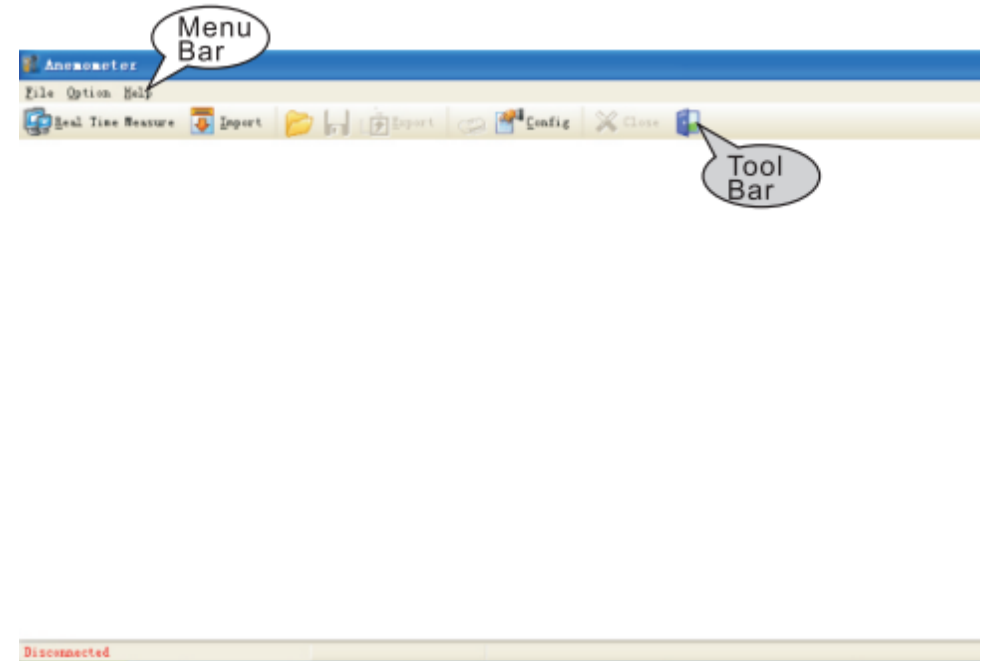 Menu
Bar
Anemometer
File Option Help
Real Time Measure Import Export Config Close
Tool
Bar
Disconnected